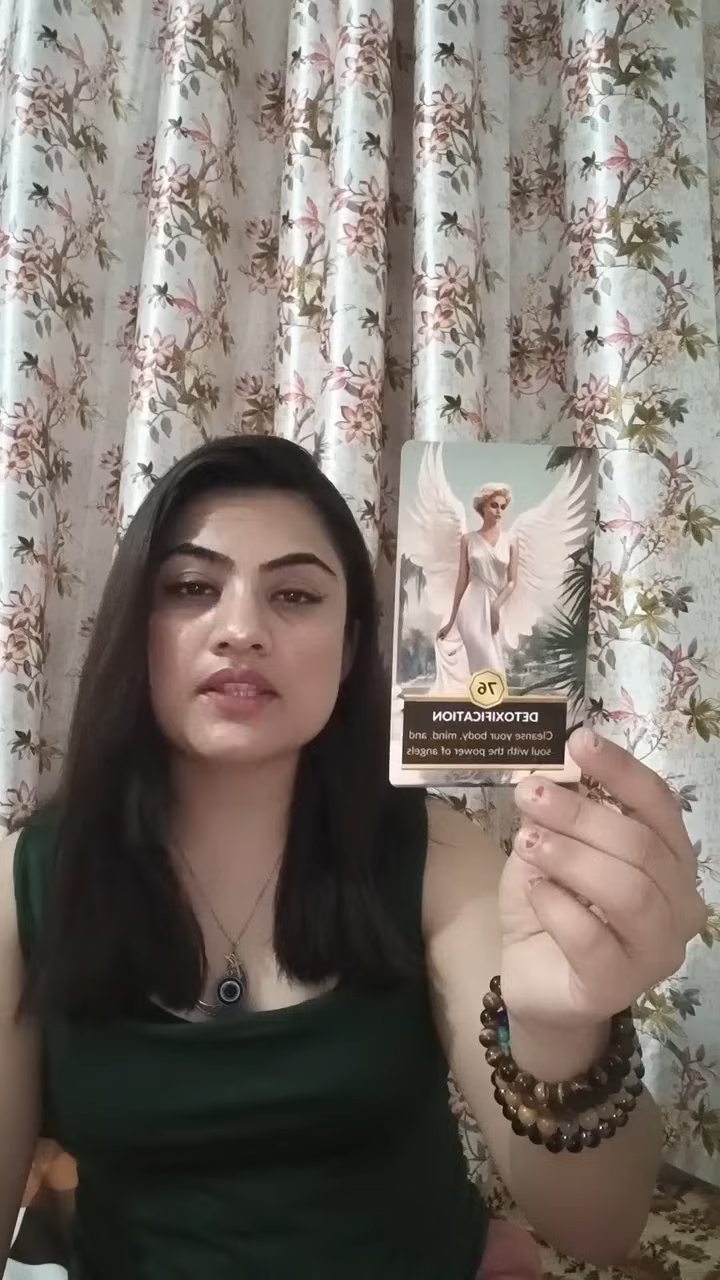 76
DETOXIFICATION
Cleanse your body, mind, and
soul with the power of angels